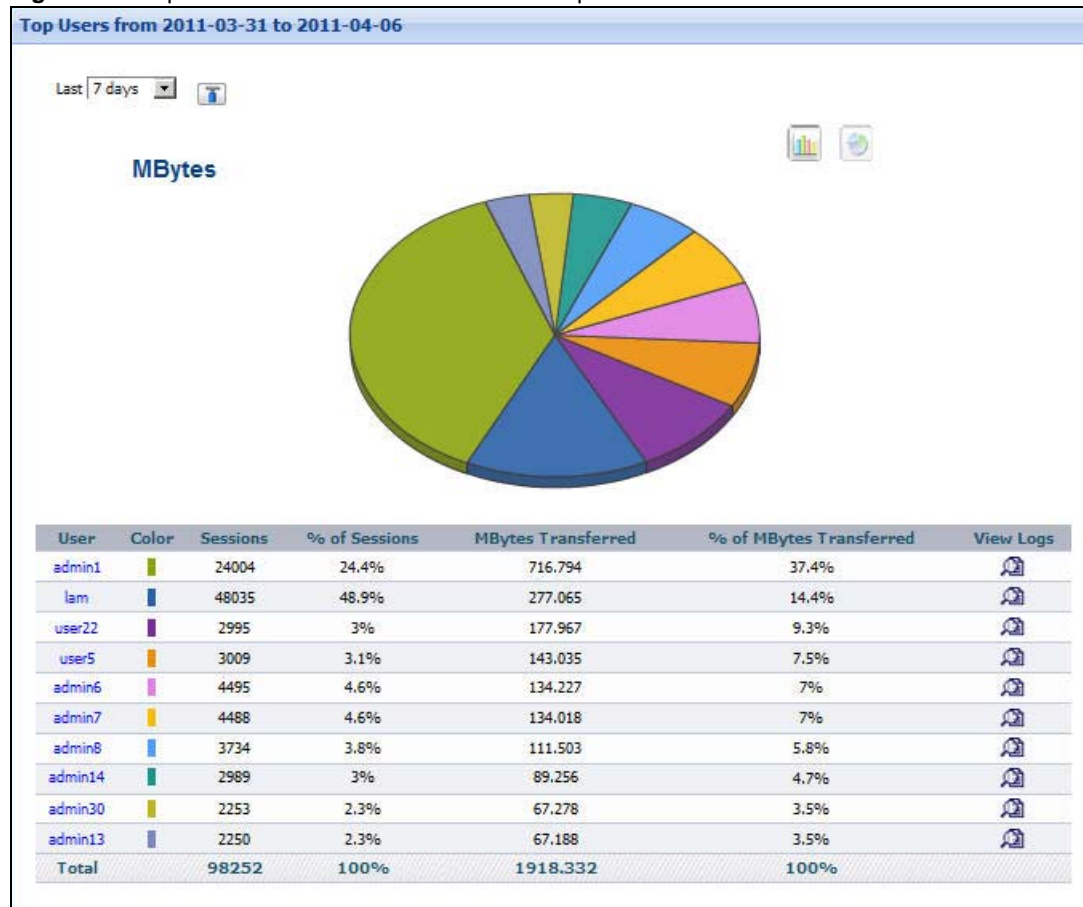 Top Users from 2011-03-31 to 2011-04-06
Last 7 days
MBytes
User Color Sessions % of Sessions MBytes Transferred % of MBytes Transferred View Logs
admin1 24004 24.4% 716.794 37.4%
lam 48035 48.9% 277.065 14.4%
user22 2995 3% 177.967 9.3%
user5 3009 3.1% 143.035 7.5%
admin6 4495 4.6% 134.227 7%
admin7 4488 4.6% 134.018 7%
admin8 3734 3.8% 111.503 5.8%
admin14 2989 3% 89.256 4.7%
admin30 2253 2.3% 67.278 3.5%
admin13 2250 2.3% 67.188 3.5%
Total 98252 100% 1918.332 100%